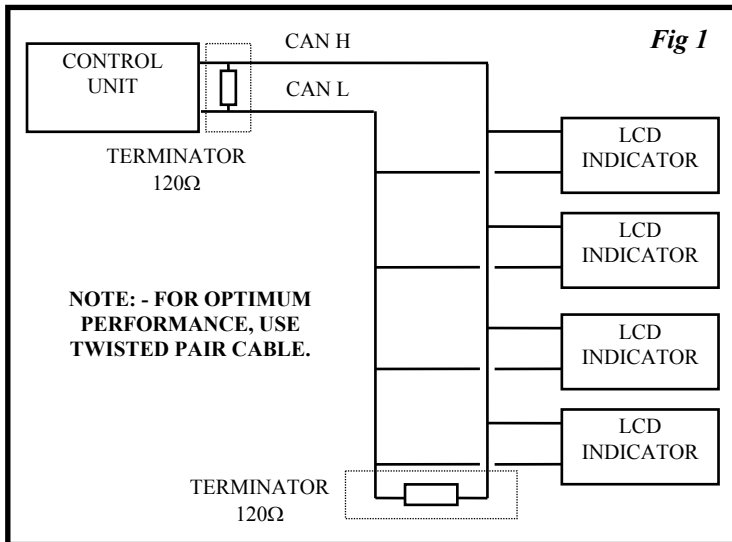 Fig 1
CONTROL
UNIT
CAN H
CAN L
TERMINATOR
120Ω
LCD
INDICATOR
LCD
INDICATOR
NOTE: - FOR OPTIMUM
PERFORMANCE, USE
TWISTED PAIR CABLE.
LCD
INDICATOR
LCD
INDICATOR
TERMINATOR
120Ω